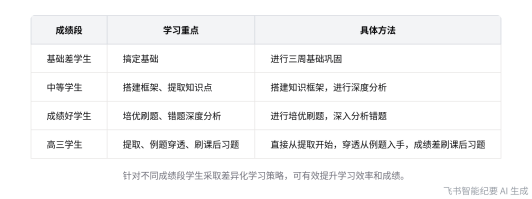 成绩段 学习重点 具体方法
基础差学生 搞定基础 进行三周基础巩固
中等学生 搭建框架、提取知识点 搭建知识框架，进行深度分析
成绩好学生 培优刷题、错题深度分析 进行培优刷题，深入分析错题
高三学生 提取、例题穿透、刷课后习题 直接从提取开始，穿透从例题入手，成绩差刷课后习题
针对不同成绩段学生采取差异化学习策略，可有效提升学习效率和成绩。
飞书智能纪要 AI 生成